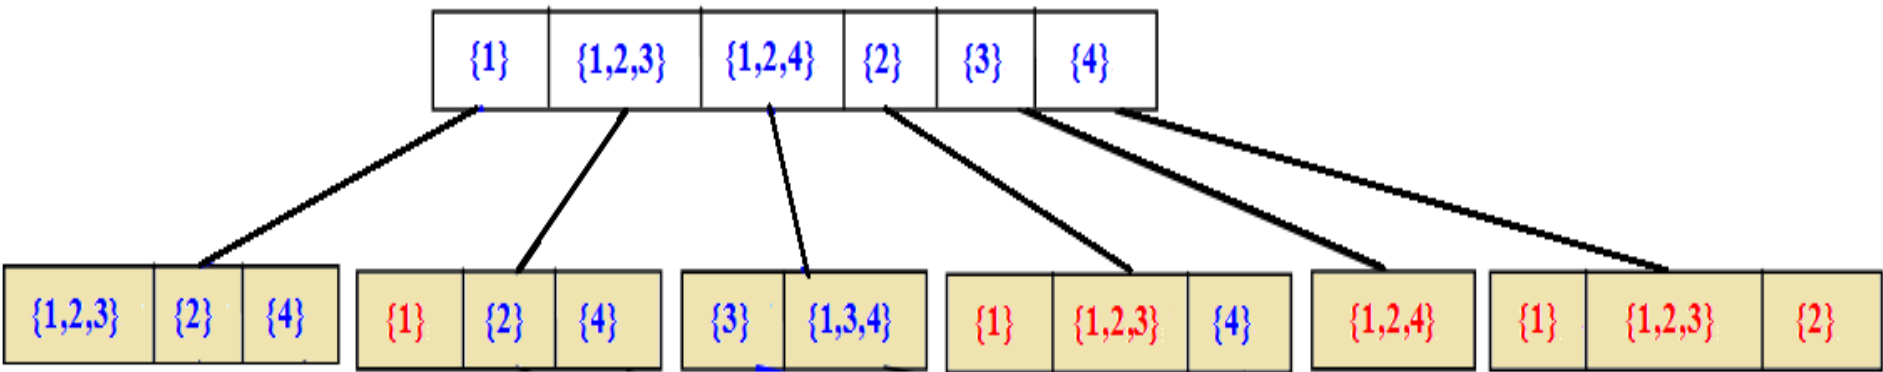 {1} {1,2,3} {1,2,4} {2} {3} {4}
{1,2,3} {2} {4} {1} {2} {4} {3} {1,3,4} {1} {1,2,3} {4} {1,2,4} {1} {1,2,3} {2}